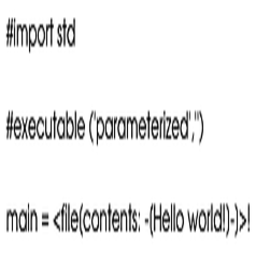 #import std
#executable ('parameterized','')
main = <file(contents: -(Hello world!)-)>!